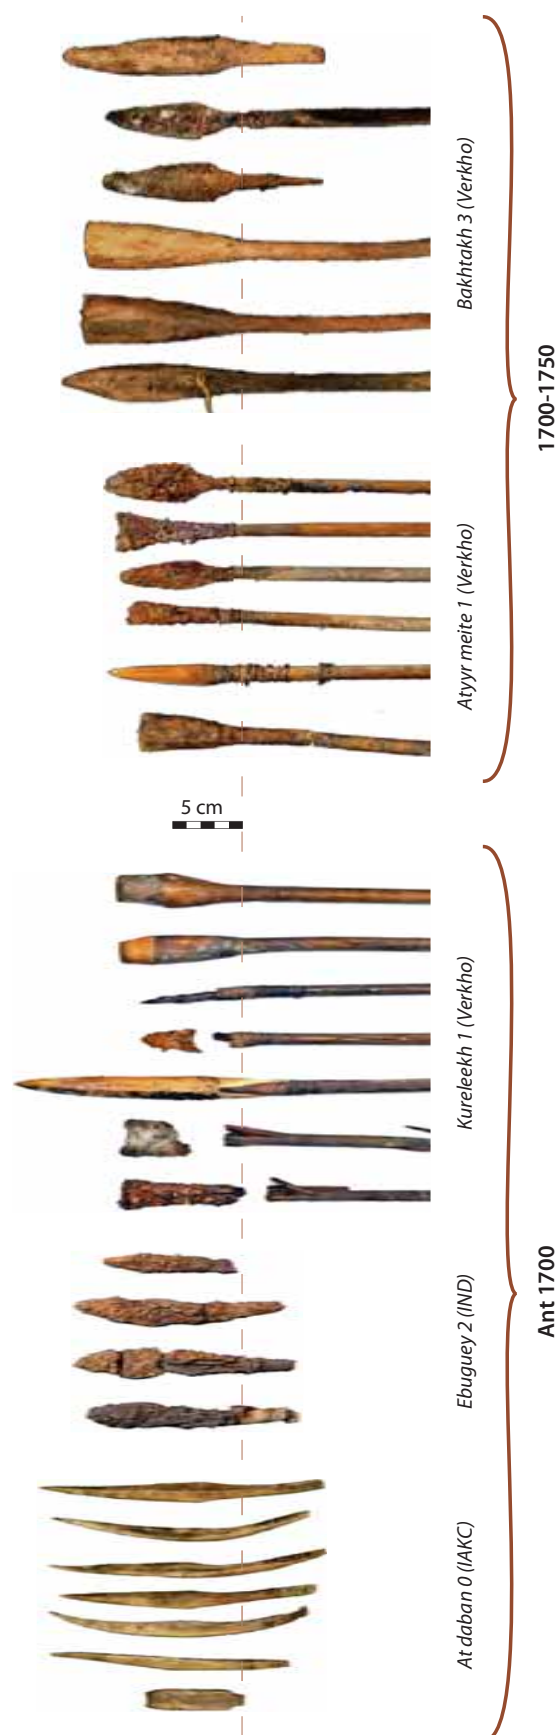 Bakhtakh 3 (Verkho)
1700-1750
Atyyr meite 1 (Verkho)
5 cm
Kureleekh 1 (Verkho)
Ebuguey 2 (IND)
Ant 1700
At daban 0 (IAKC)